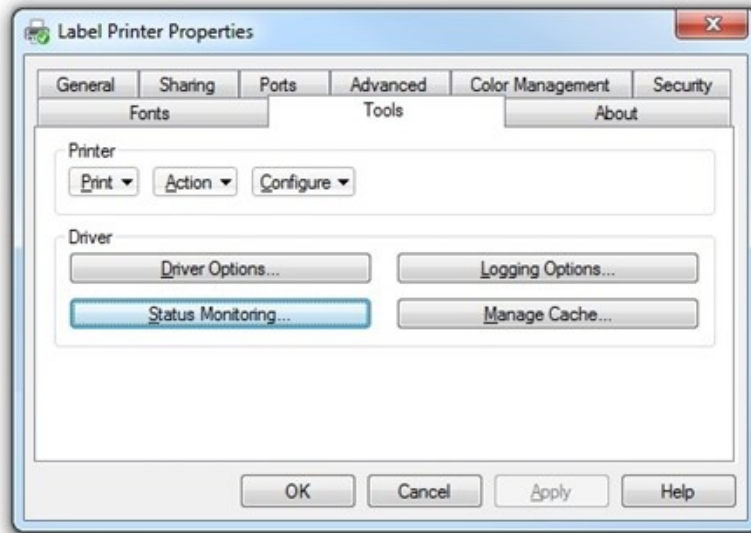 Label Printer Properties
General Sharing Ports Advanced Color Management Security
Fonts Tools About
Printer
Print Action Configure
Driver
Driver Options... Logging Options...
Status Monitoring... Manage Cache...
OK Cancel Apply Help